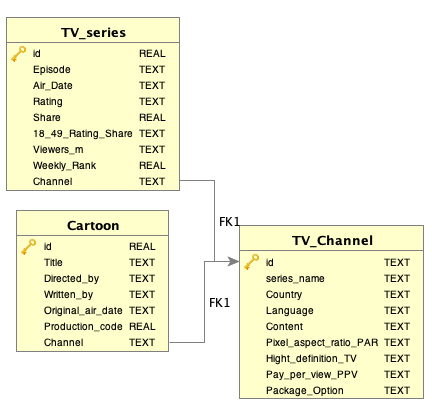 TV_series
id REAL
Episode TEXT
Air_Date TEXT
Rating TEXT
Share REAL
18_49_Rating_Share TEXT
Viewers_m TEXT
Weekly_Rank REAL
Channel TEXT
FK1
Cartoon
id REAL
Title TEXT
Directed_by TEXT
Written_by TEXT
Original_air_date TEXT
Production_code REAL
Channel TEXT
FK1
TV_Channel
id TEXT
series_name TEXT
Country TEXT
Language TEXT
Content TEXT
Pixel_aspect_ratio_PAR TEXT
Hight_definition_TV TEXT
Pay_per_view_PPV TEXT
Package_Option TEXT